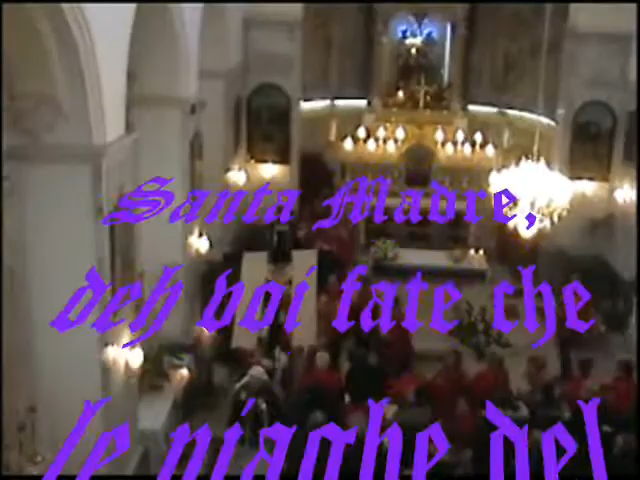 Santa Madre,
deh voi fate che
le piaghe del